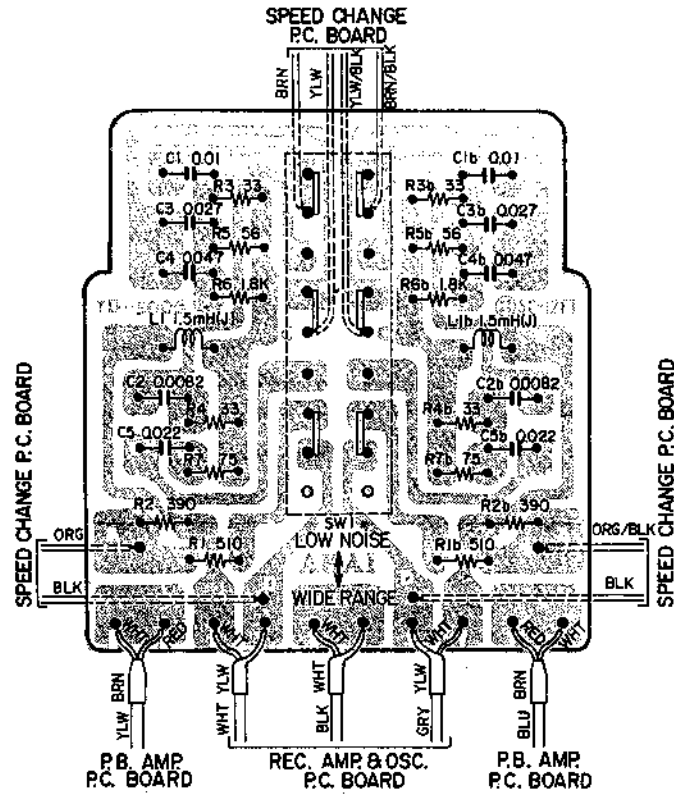 SPEED CHANGE
P.C. BOARD
BRN
YLW
YLW/BLK
BRN/BLK
C1 0.01
C1b 0.01
R3 33
R3b 33
C3 0.027
C3b 0.027
R5 56
R5b 56
C4 0.047
C4b 0.047
R6 1.8K
R6b 1.8K
L1 1.5mH(J)
L1b 1.5mH(J)
C2 0.0082
C2b 0.0082
R4 33
R4b 33
C5 0.022
C5b 0.022
R7 75
R7b 75
R2 390
R2b 390
SW1
ORG
ORG/BLK
R1 510
LOW NOISE
R1b 510
AKAI
BLK
WIDE RANGE
BLK
SPEED CHANGE P.C. BOARD
SPEED CHANGE P.C. BOARD
WHT
RED
WHT
WHT
WHT
RED
WHT
BRN
YLW
WHT
YLW
BRN
YLW
WHT
BLK
GRY
BLU
P.B. AMP.
P.C. BOARD
REC. AMP. & OSC.
P.C. BOARD
P.B. AMP.
P.C. BOARD